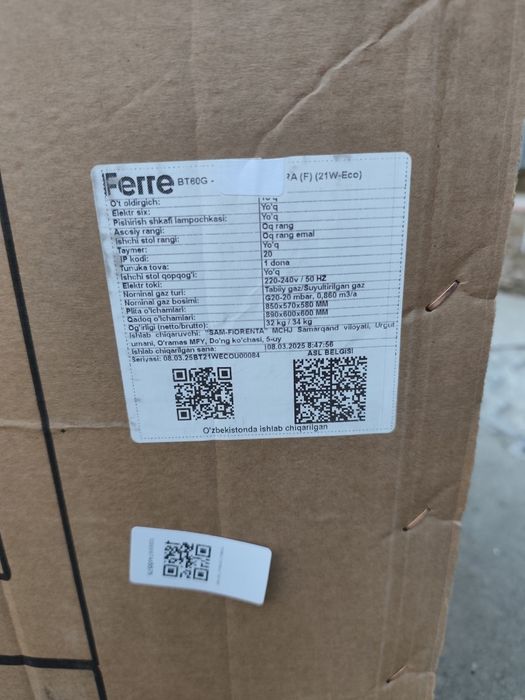 Ferre BT60G - RA (F) (21W-Eco)
O't oldirgich: Yo'q
Elektr six: Yo'q
Pishirish shkafi lampochkasi: Yo'q
Asosiy rangi: Oq rang
Ishchi stol rangi: Oq rang emal
Taymer: Yo'q
IP kodi: 20
Tunuka tova: 1 dona
Ishchi stol qopqog'i: Yo'q
Elektr toki: 220-240v / 50 HZ
Nominal gaz turi: Tabiiy gaz/Suyultirilgan gaz
Nominal gaz bosimi: G20-20 mbar, 0,860 m3/a
Plita o'lchamlari: 850x570x580 MM
Qadoq o'lchamlari: 890x600x600 MM
Og'irligi (netto/brutto): 32 kg / 34 kg
Ishlab chiqaruvchi: "SAM-FIORENTA" MCHJ Samarqand viloyati, Urgut
tumani, O'ramas MFY, Do'ng ko'chasi, 5-uy
Ishlab chiqarilgan sana: 08.03.2025 8:47:56
Seriyasi: 08.03.25BT21WECOU00084
ASL BELGISI
O'zbekistonda ishlab chiqarilgan